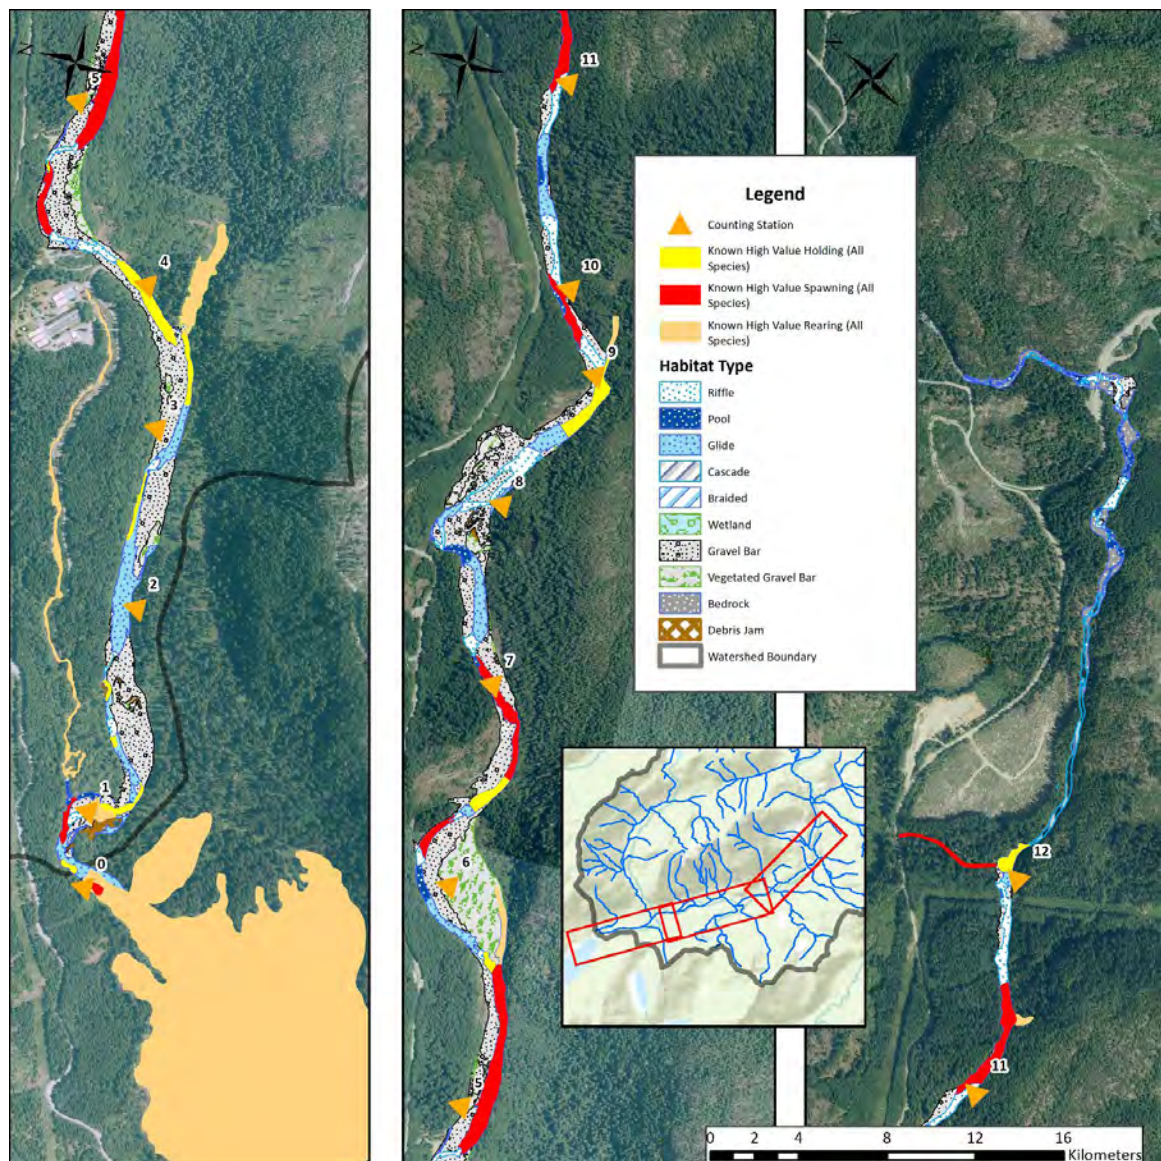 N
5
4
3
2
1
0
N
11
10
9
8
7
6
5
12
11
Legend
Counting Station
Known High Value Holding (All
Species)
Known High Value Spawning (All
Species)
Known High Value Rearing (All
Species)
Habitat Type
Riffle
Pool
Glide
Cascade
Braided
Wetland
Gravel Bar
Vegetated Gravel Bar
Bedrock
Debris Jam
Watershed Boundary
0 2 4 8 12 16
Kilometers